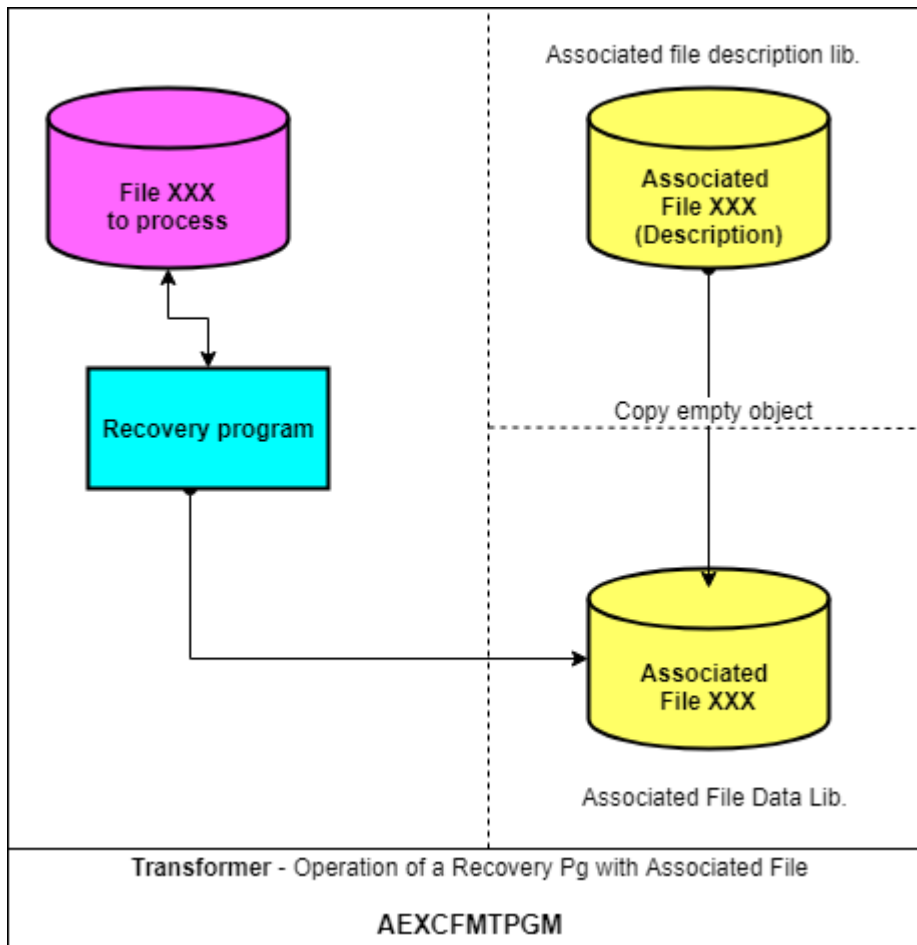 Associated file description lib.
File XXX
to process
Associated
File XXX
(Description)
Recovery program
Copy empty object
Associated
File XXX
Associated File Data Lib.
Transformer - Operation of a Recovery Pg with Associated File
AEXCFMTPGM